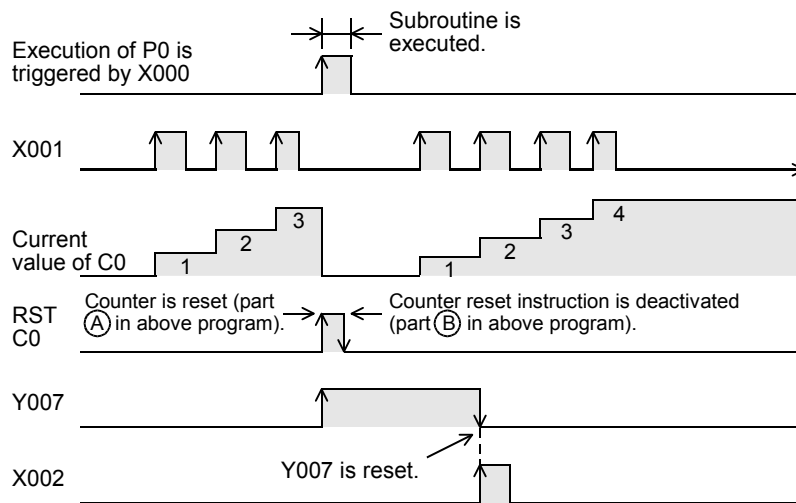 Subroutine is
executed.
Execution of P0 is
triggered by X000
X001
3
4
2
3
Current
value of C0
1
2
1
RST
C0
Counter is reset (part
Ⓐ in above program).
Counter reset instruction is deactivated
(part Ⓑ in above program).
Y007
Y007 is reset.
X002